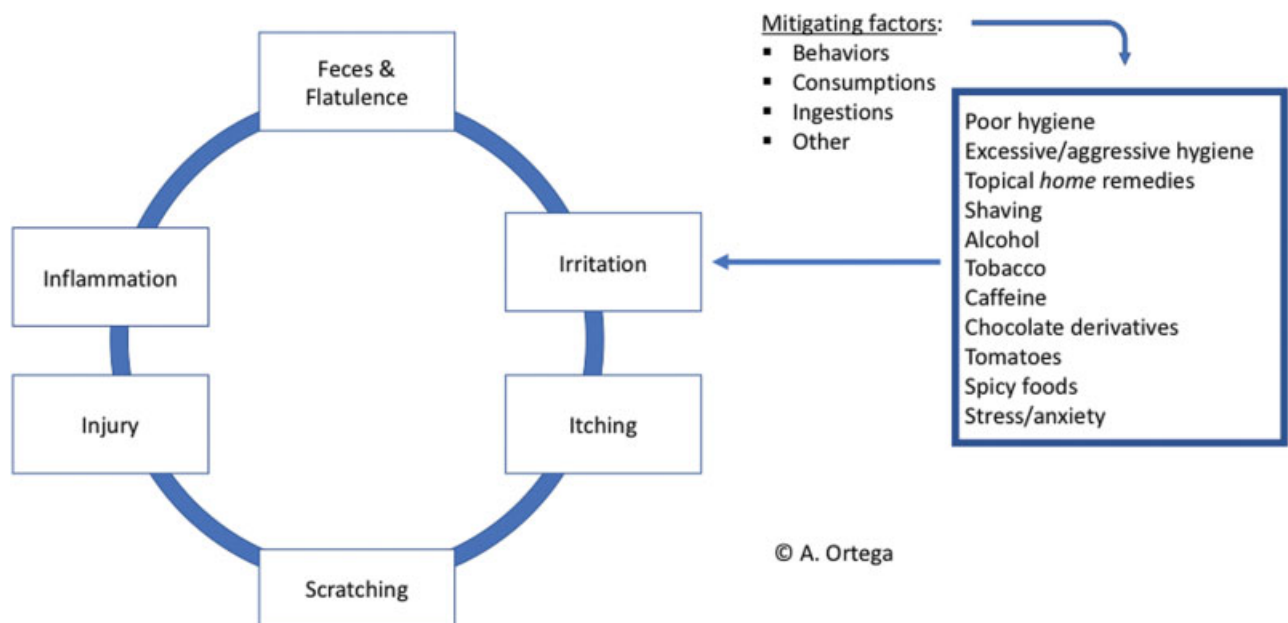 Feces &
Flatulence
Irritation
Itching
Scratching
Injury
Inflammation
Mitigating factors:
▪ Behaviors
▪ Consumptions
▪ Ingestions
▪ Other
Poor hygiene
Excessive/aggressive hygiene
Topical home remedies
Shaving
Alcohol
Tobacco
Caffeine
Chocolate derivatives
Tomatoes
Spicy foods
Stress/anxiety
© A. Ortega